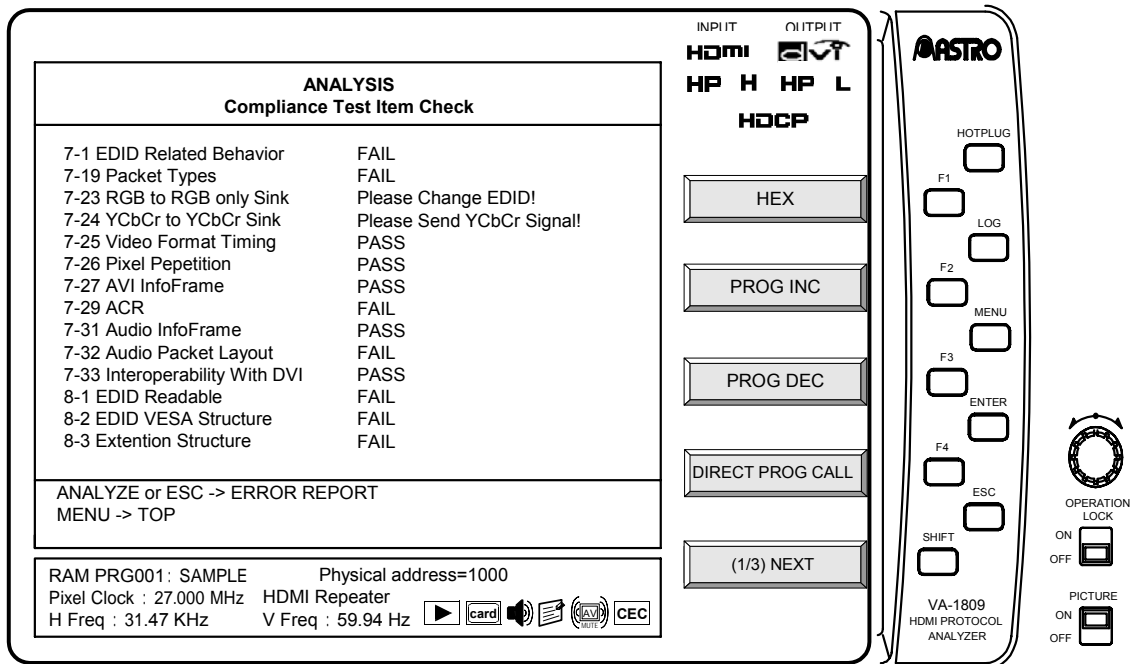 INPUT OUTPUT
HDMI DVI
HP H HP L
HDCP
ANALYSIS
Compliance Test Item Check
7-1 EDID Related Behavior FAIL
7-19 Packet Types FAIL
7-23 RGB to RGB only Sink Please Change EDID!
7-24 YCbCr to YCbCr Sink Please Send YCbCr Signal!
7-25 Video Format Timing PASS
7-26 Pixel Pepetition PASS
7-27 AVI InfoFrame PASS
7-29 ACR FAIL
7-31 Audio InfoFrame PASS
7-32 Audio Packet Layout FAIL
7-33 Interoperability With DVI PASS
8-1 EDID Readable FAIL
8-2 EDID VESA Structure FAIL
8-3 Extention Structure FAIL
ANALYZE or ESC -> ERROR REPORT
MENU -> TOP
RAM PRG001: SAMPLE Physical address=1000
Pixel Clock : 27.000 MHz HDMI Repeater
H Freq : 31.47 KHz V Freq : 59.94 Hz card AV MUTE CEC
HEX
PROG INC
PROG DEC
DIRECT PROG CALL
(1/3) NEXT
ASTRO
HOTPLUG
F1
LOG
F2
MENU
F3
ENTER
F4
ESC
SHIFT
VA-1809
HDMI PROTOCOL
ANALYZER
OPERATION
LOCK
ON
OFF
PICTURE
ON
OFF